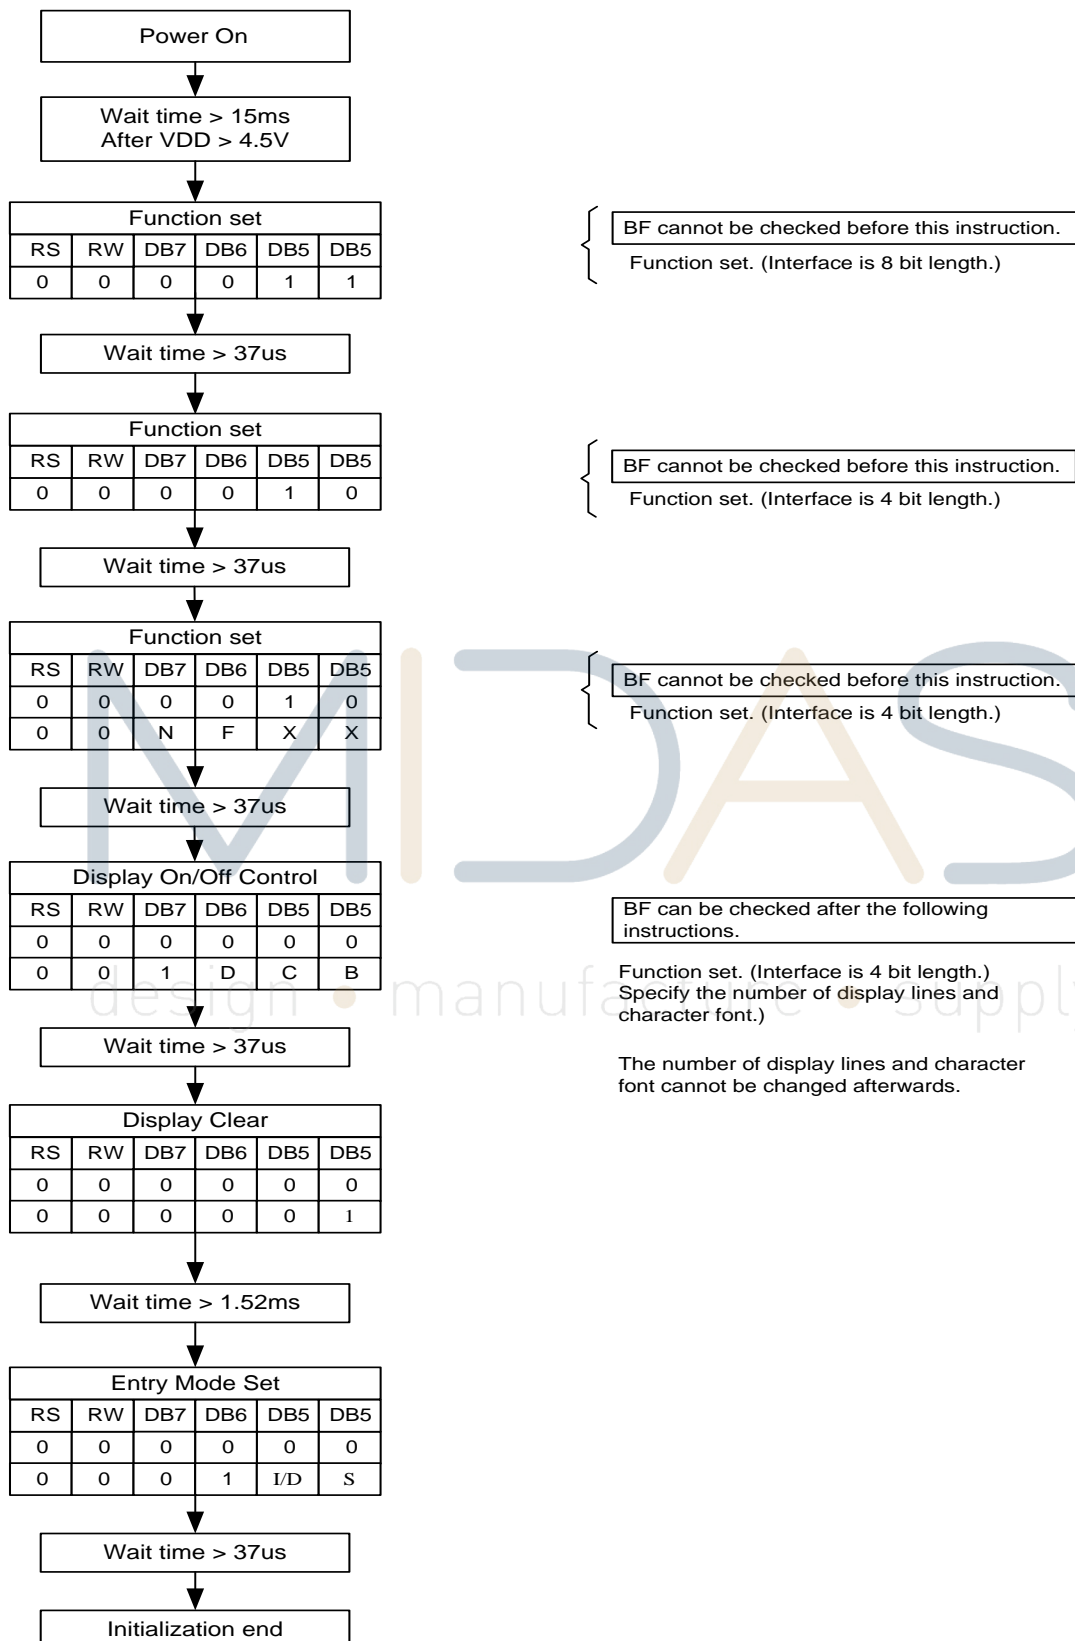 Power On
Wait time > 15ms
After VDD > 4.5V
Function set
RS RW DB7 DB6 DB5 DB5
0 0 0 0 1 1
BF cannot be checked before this instruction.
Function set. (Interface is 8 bit length.)
Wait time > 37us
Function set
RS RW DB7 DB6 DB5 DB5
0 0 0 0 1 0
BF cannot be checked before this instruction.
Function set. (Interface is 4 bit length.)
Wait time > 37us
Function set
RS RW DB7 DB6 DB5 DB5
0 0 0 0 1 0
0 0 N F X X
BF cannot be checked before this instruction.
Function set. (Interface is 4 bit length.)
MIDAS
Wait time > 37us
Display On/Off Control
RS RW DB7 DB6 DB5 DB5
0 0 0 0 0 0
0 0 1 D C B
BF can be checked after the following
instructions.
Function set. (Interface is 4 bit length.)
Specify the number of display lines and
character font.)
design • manufacture • supply
Wait time > 37us
The number of display lines and character
font cannot be changed afterwards.
Display Clear
RS RW DB7 DB6 DB5 DB5
0 0 0 0 0 0
0 0 0 0 0 1
Wait time > 1.52ms
Entry Mode Set
RS RW DB7 DB6 DB5 DB5
0 0 0 0 0 0
0 0 0 1 I/D S
Wait time > 37us
Initialization end